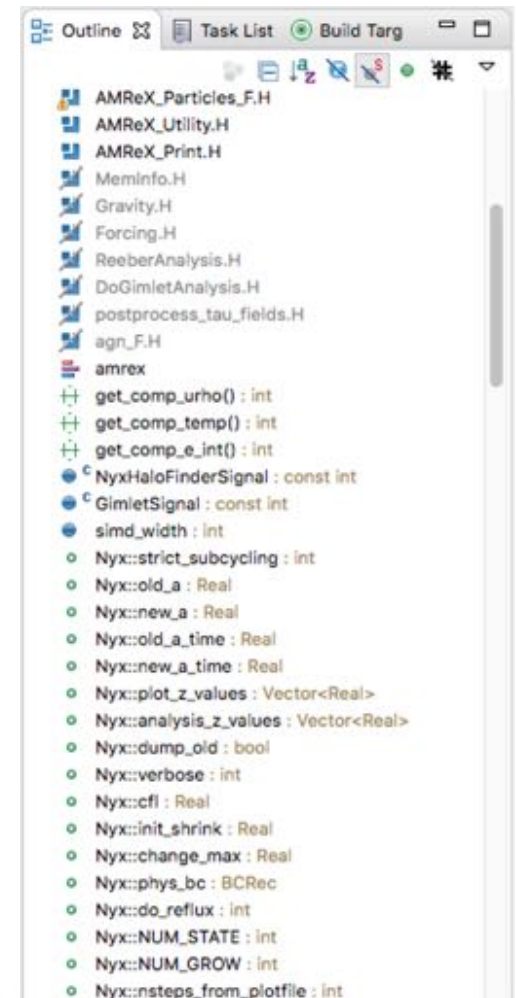 Outline Task List Build Targ
AMReX_Particles_F.H
AMReX_Utility.H
AMReX_Print.H
MemInfo.H
Gravity.H
Forcing.H
ReeberAnalysis.H
DoGimletAnalysis.H
postprocess_tau_fields.H
agn_F.H
amrex
get_comp_urho() : int
get_comp_temp() : int
get_comp_e_int() : int
C NyxHaloFinderSignal : const int
C GimletSignal : const int
simd_width : int
Nyx::strict_subcycling : int
Nyx::old_a : Real
Nyx::new_a : Real
Nyx::old_a_time : Real
Nyx::new_a_time : Real
Nyx::plot_z_values : Vector<Real>
Nyx::analysis_z_values : Vector<Real>
Nyx::dump_old : bool
Nyx::verbose : int
Nyx::cfl : Real
Nyx::init_shrink : Real
Nyx::change_max : Real
Nyx::phys_bc : BCRec
Nyx::do_reflux : int
Nyx::NUM_STATE : int
Nyx::NUM_GROW : int
Nyx::nsteps_from_plotfile : int